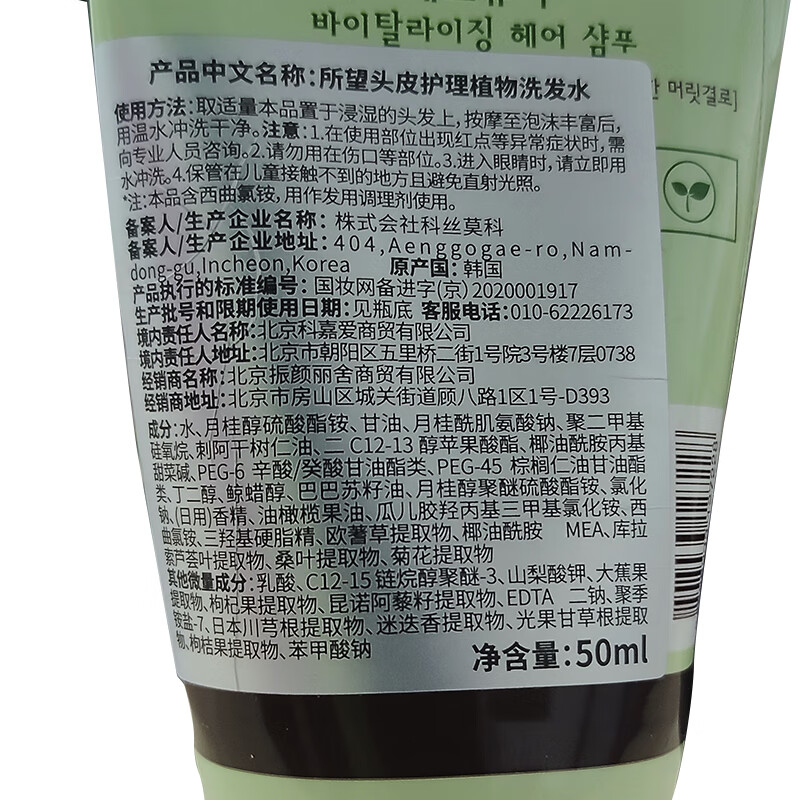 바이탈라이징 헤어 샴푸
머릿결로]
产品中文名称：所望头皮护理植物洗发水
使用方法：取适量本品置于浸湿的头发上，按摩至泡沫丰富后，
用温水冲洗干净。注意：1.在使用部位出现红点等异常症状时，需
向专业人员咨询。2.请勿用在伤口等部位。3.进入眼睛时，请立即用
水冲洗。4.保管在儿童接触不到的地方且避免直射光照。
*注：本品含西曲氯铵，用作发用调理剂使用。
备案人/生产企业名称：株式会社科丝莫科
备案人/生产企业地址：404,Aenggogae-ro,Nam-
dong-gu,Incheon,Korea 原产国：韩国
产品执行的标准编号：国妆网备进字(京)2020001917
生产批号和限期使用日期：见瓶底 客服电话：010-62226173
境内责任人名称：北京科嘉爱商贸有限公司
境内责任人地址：北京市朝阳区五里桥二街1号院3号楼7层0738
经销商名称：北京振颜丽舍商贸有限公司
经销商地址：北京市房山区城关街道顾八路1区1号-D393
成分：水、月桂醇硫酸酯铵、甘油、月桂酰肌氨酸钠、聚二甲基
硅氧烷、刺阿干树仁油、二 C12-13 醇苹果酸酯、椰油酰胺丙基
甜菜碱、PEG-6 辛酸/癸酸甘油酯类、PEG-45 棕榈仁油甘油酯
类、丁二醇、鲸蜡醇、巴巴苏籽油、月桂醇聚醚硫酸酯铵、氯化
钠、(日用)香精、油橄榄果油、瓜儿胶羟丙基三甲基氯化铵、西
曲氯铵、三羟基硬脂精、欧蓍草提取物、椰油酰胺 MEA、库拉
索芦荟叶提取物、桑叶提取物、菊花提取物
其他微量成分：乳酸、C12-15 链烷醇聚醚-3、山梨酸钾、大蕉果
提取物、枸杞果提取物、昆诺阿藜籽提取物、EDTA 二钠、聚季
铵盐-7、日本川芎根提取物、迷迭香提取物、光果甘草根提取
物、枸桔果提取物、苯甲酸钠
净含量：50ml